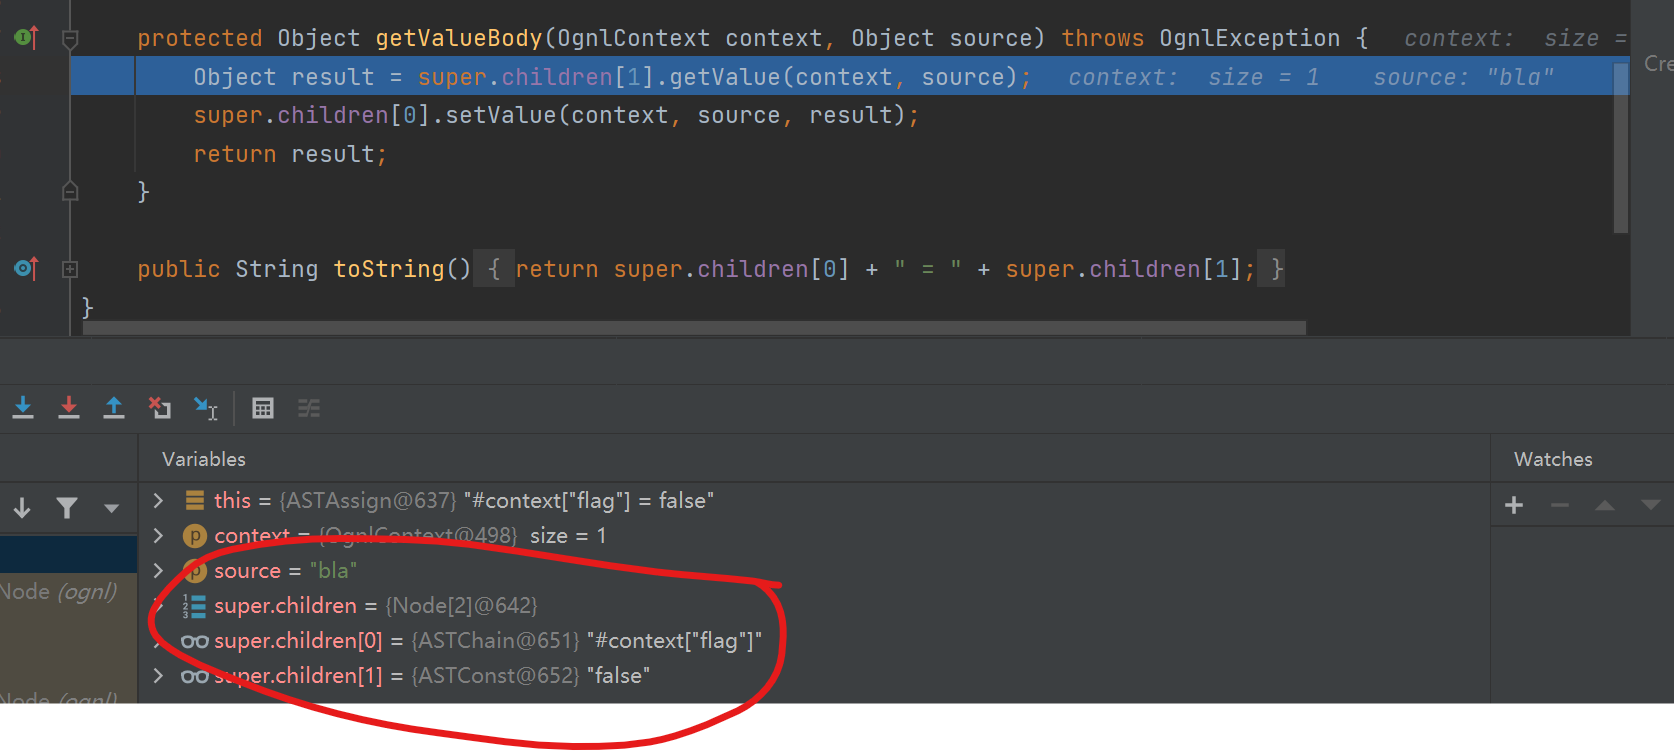 protected Object getValueBody(OgnlContext context, Object source) throws OgnlException { context: size =
Cre
Object result = super.children[1].getValue(context, source); context: size = 1 source: "bla"
super.children[0].setValue(context, source, result);
return result;
}
public String toString() { return super.children[0] + " = " + super.children[1]; }
}
Variables
Watches
this = {ASTAssign@637} "#context["flag"] = false"
p context = {OgnlContext@498} size = 1
p source = "bla"
Node (ognl)
super.children = {Node[2]@642}
super.children[0] = {ASTChain@651} "#context["flag"]"
super.children[1] = {ASTConst@652} "false"
Node (ognl)